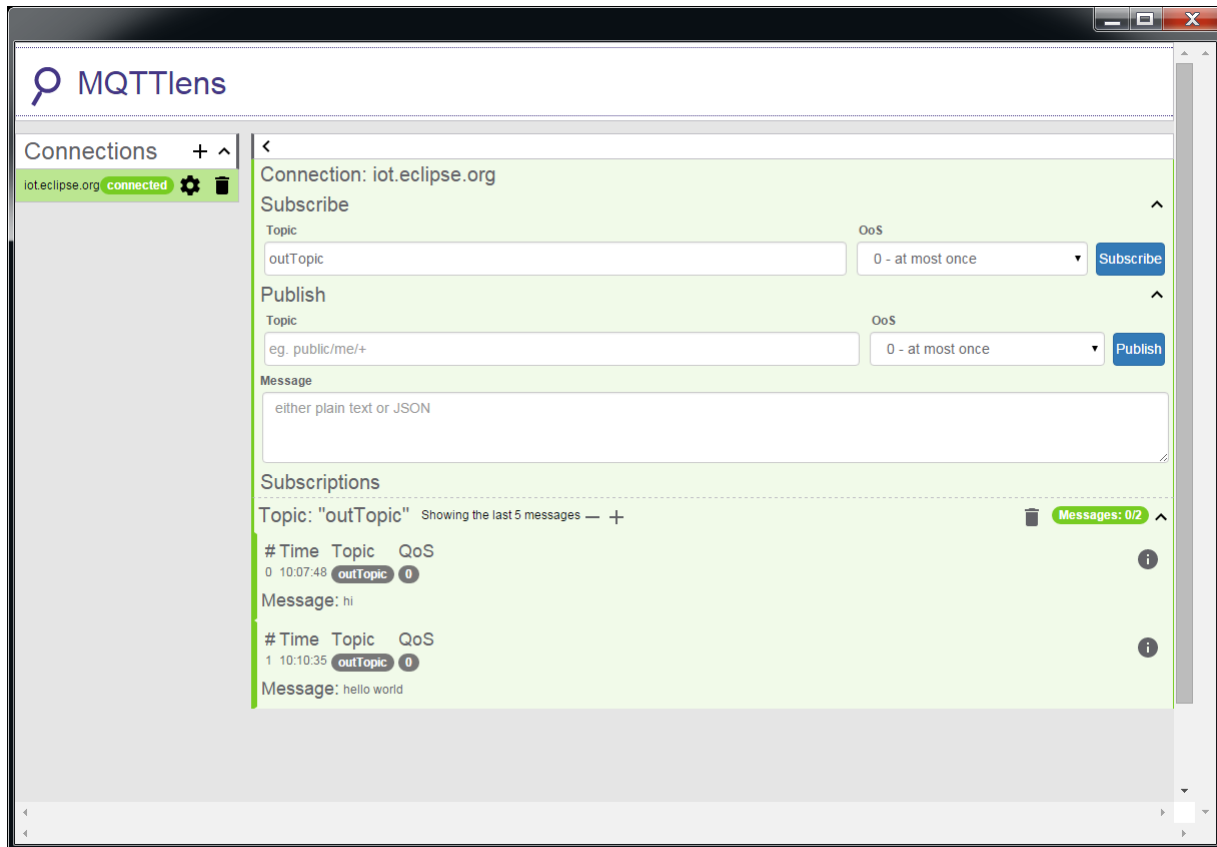 MQTTlens
Connections
iot.eclipse.org connected
Connection: iot.eclipse.org
Subscribe
Topic OoS
outTopic 0 - at most once Subscribe
Publish
Topic OoS
eg. public/me/+ 0 - at most once Publish
Message
either plain text or JSON
Subscriptions
Topic: "outTopic" Showing the last 5 messages Messages: 0/2
# Time Topic QoS
0 10:07:48 outTopic 0
Message: hi
# Time Topic QoS
1 10:10:35 outTopic 0
Message: hello world